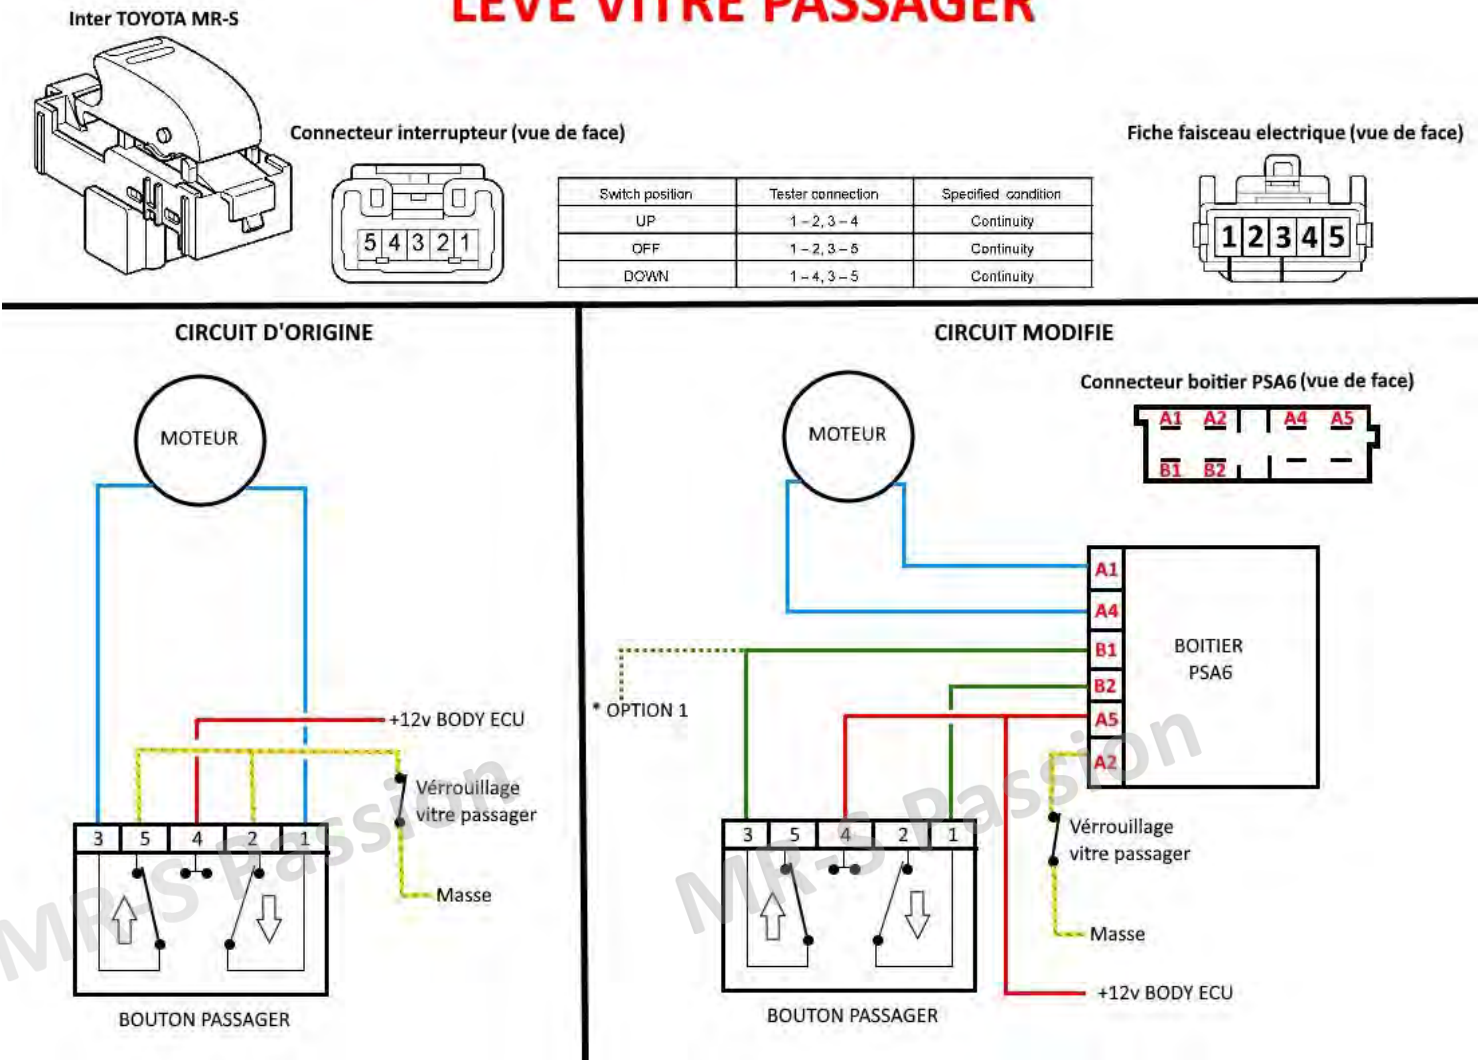 LEVE VITRE PASSAGER
Inter TOYOTA MR-S
Connecteur interrupteur (vue de face)
5 4 3 2 1
Switch position Tester connection Specified condition
UP 1 – 2, 3 – 4 Continuity
OFF 1 – 2, 3 – 5 Continuity
DOWN 1 – 4, 3 – 5 Continuity
Fiche faisceau electrique (vue de face)
1 2 3 4 5
CIRCUIT D'ORIGINE
MOTEUR
+12v BODY ECU
Vérrouillage
vitre passager
Masse
3 5 4 2 1
BOUTON PASSAGER
MR-S Passion
CIRCUIT MODIFIE
Connecteur boitier PSA6 (vue de face)
A1 A2 A4 A5
B1 B2
MOTEUR
A1
A4
B1
B2
A5
A2
BOITIER
PSA6
* OPTION 1
Vérrouillage
vitre passager
Masse
+12v BODY ECU
3 5 4 2 1
BOUTON PASSAGER
MR-S Passion